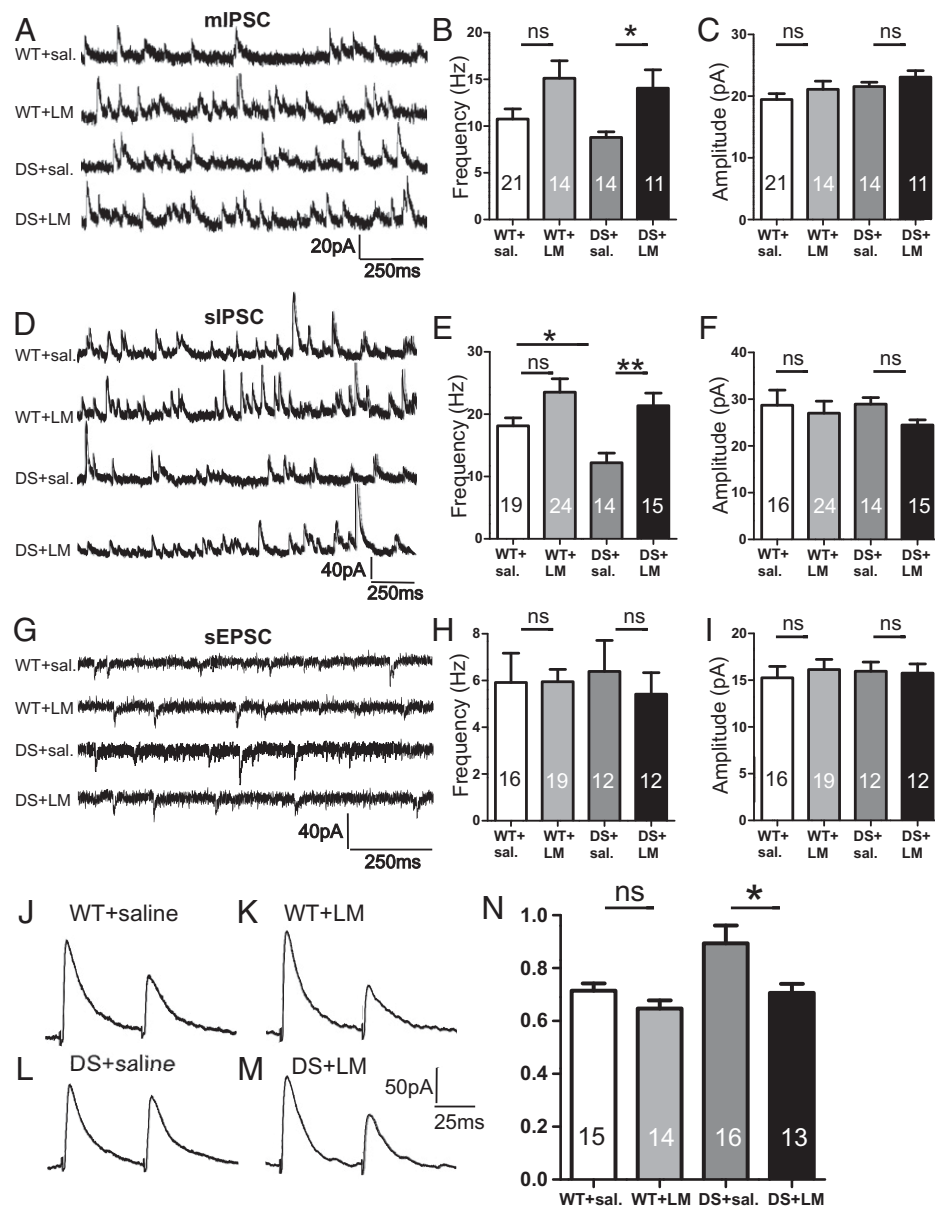 A
mIPSC
WT+sal.
WT+LM
DS+sal.
DS+LM
20pA
250ms
B
Frequency (Hz)
20
15
10
5
0
ns
*
21
14
14
11
WT+ sal.
WT+ LM
DS+ sal.
DS+ LM
C
Amplitude (pA)
30
20
10
0
ns
ns
21
14
14
11
WT+ sal.
WT+ LM
DS+ sal.
DS+ LM
D
sIPSC
WT+sal.
WT+LM
DS+sal.
DS+LM
40pA
250ms
E
Frequency (Hz)
30
20
10
0
*
ns
**
19
24
14
15
WT+ sal.
WT+ LM
DS+ sal.
DS+ LM
F
Amplitude (pA)
40
30
20
10
0
ns
ns
16
24
14
15
WT+ sal.
WT+ LM
DS+ sal.
DS+ LM
G
sEPSC
WT+sal.
WT+LM
DS+sal.
DS+LM
40pA
250ms
H
Frequency (Hz)
8
6
4
2
0
ns
ns
16
19
12
12
WT+ sal.
WT+ LM
DS+ sal.
DS+ LM
I
Amplitude (pA)
20
15
10
5
0
ns
ns
16
19
12
12
WT+ sal.
WT+ LM
DS+ sal.
DS+ LM
J
WT+saline
K
WT+LM
L
DS+saline
M
DS+LM
50pA
25ms
N
1.0
0.8
0.6
0.4
0.2
0.0
ns
*
15
14
16
13
WT+sal.
WT+LM
DS+sal.
DS+LM